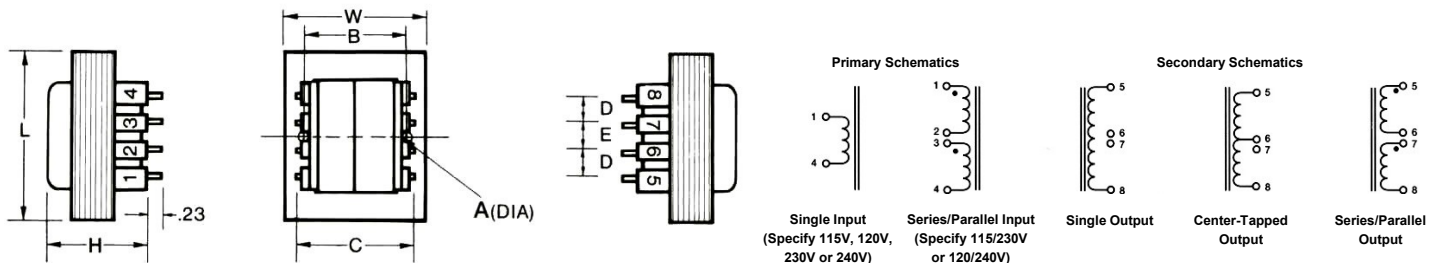 L
H
4
3
2
1
.23
W
B
C
A(DIA)
8
7
6
5
D
E
D
Primary Schematics
1
4
Single Input
(Specify 115V, 120V,
230V or 240V)
1
2
3
4
Series/Parallel Input
(Specify 115/230V
or 120/240V)
Secondary Schematics
5
6
7
8
Single Output
5
6
7
8
Center-Tapped
Output
5
6
7
8
Series/Parallel
Output